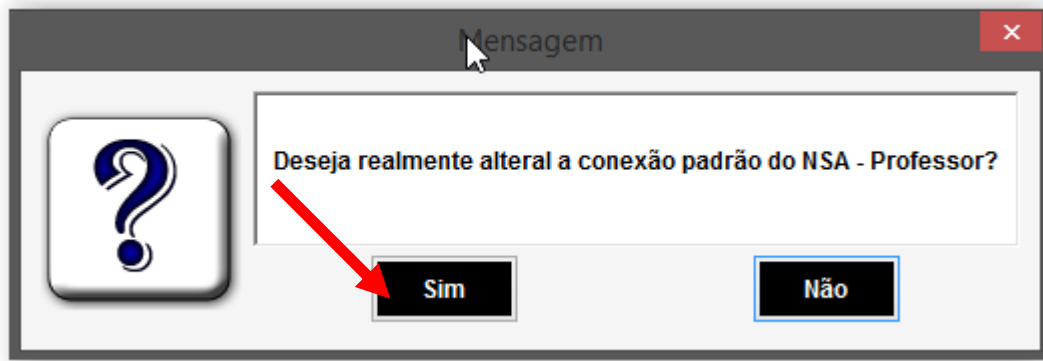 Mensagem
Deseja realmente alteral a conexão padrão do NSA - Professor?
Sim
Não